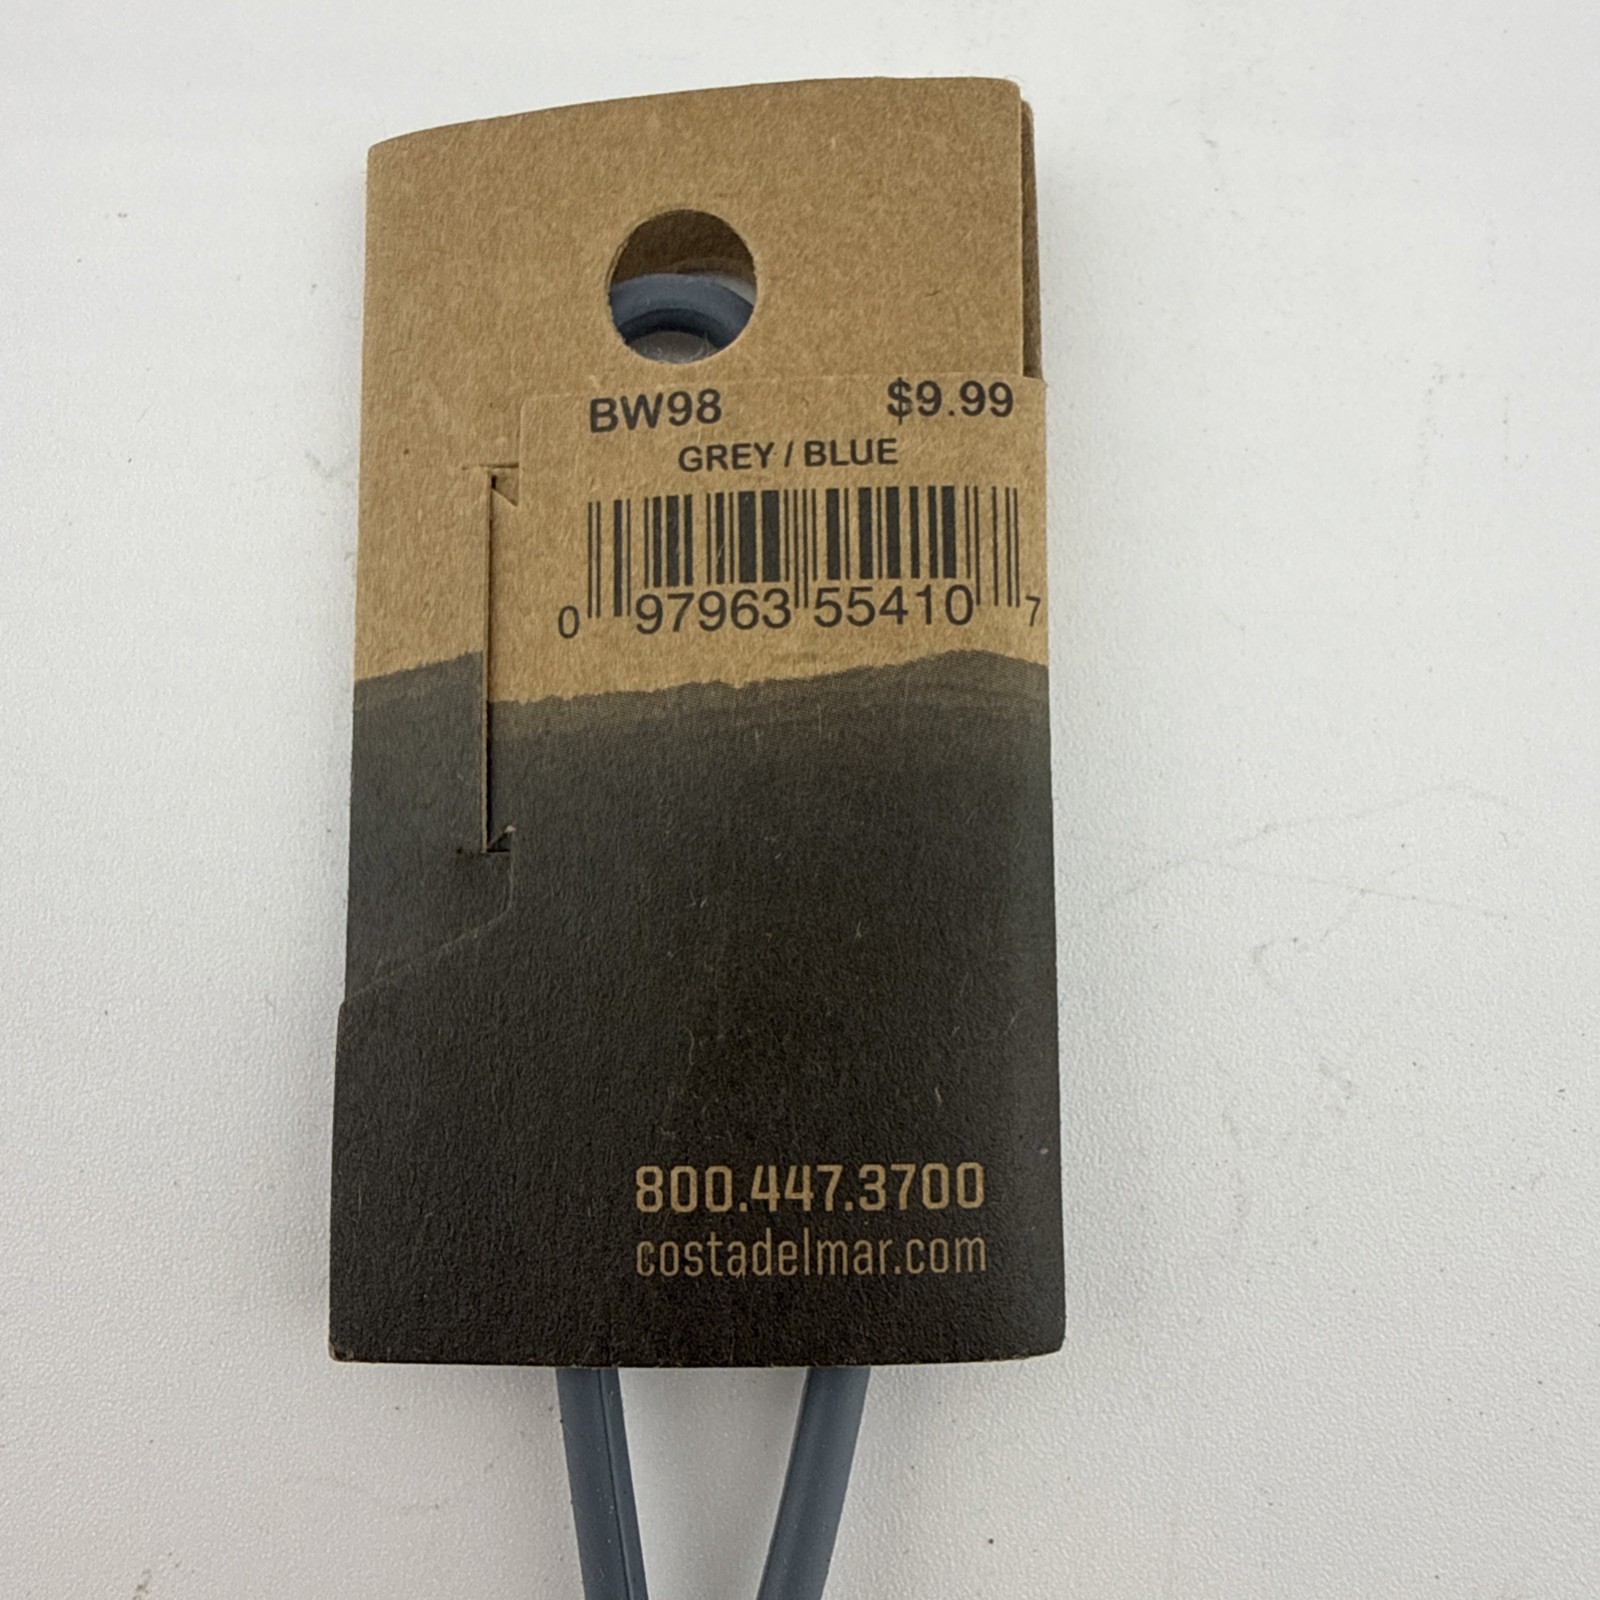 BW98 $9.99
GREY / BLUE
0 97963 55410 7
800.447.3700
costadelmar.com